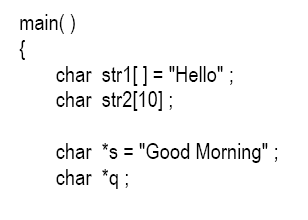 main( )
{
char str1[ ] = "Hello" ;
char str2[10] ;
char *s = "Good Morning" ;
char *q ;